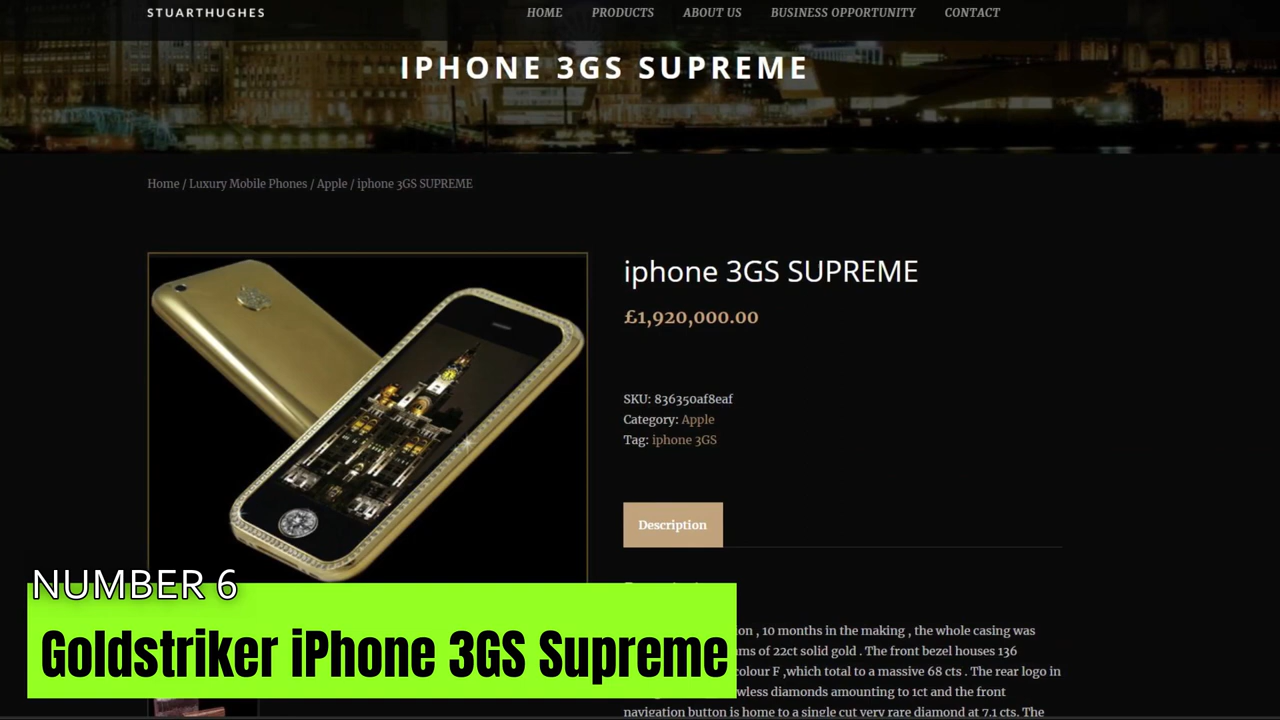 STUARTHUGHES
HOME PRODUCTS ABOUT US BUSINESS OPPORTUNITY CONTACT
IPHONE 3GS SUPREME
Home / Luxury Mobile Phones / Apple / iphone 3GS SUPREME
iphone 3GS SUPREME
£1,920,000.00
SKU: 836350af8eaf
Category: Apple
Tag: iphone 3GS
Description
NUMBER 6
Goldstriker iPhone 3GS Supreme
, 10 months in the making , the whole casing was
of 22ct solid gold . The front bezel houses 136
colour F ,which total to a massive 68 cts . The rear logo in
diamonds amounting to 1ct and the front
navigation button is home to a single cut very rare diamond at 7.1 cts. The